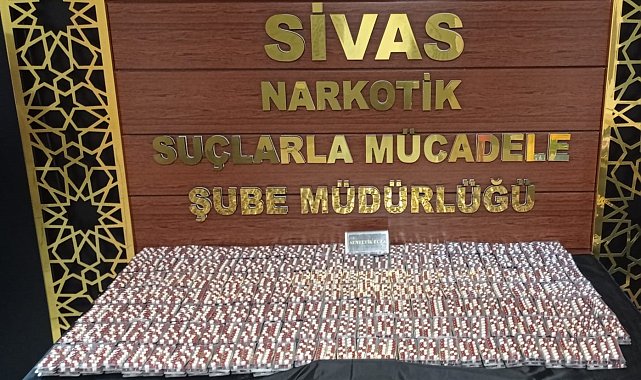 SİVAS
NARKOTİK
SUÇLARLA MÜCADELE
ŞUBE MÜDÜRLÜĞÜ